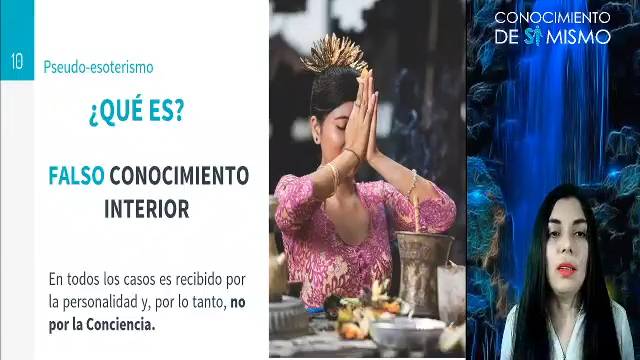 10
Pseudo-esoterismo
¿QUÉ ES?
FALSO CONOCIMIENTO
INTERIOR
En todos los casos es recibido por
la personalidad y, por lo tanto, no
por la Conciencia.
CONOCIMIENTO
DE SÍ MISMO